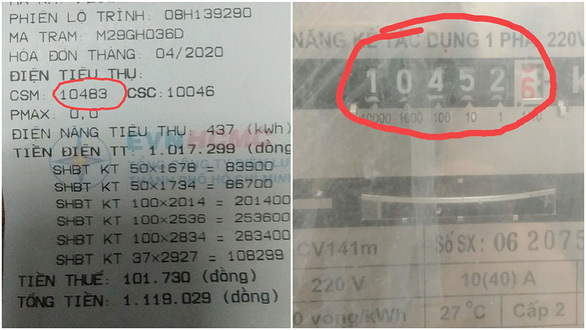 PHIÊN LỘ TRÌNH: 08H139290
MÃ TRẠM: M29GH036D
HÓA ĐƠN THÁNG: 04/2020
ĐIỆN TIÊU THỤ:
CSM: 10483 CSC: 10046
PMAX: 0,0
ĐIỆN NĂNG TIÊU THỤ 437 (kWh)
TIỀN ĐIỆN TT: 1.017.299 (đồng)
SHBT KT 50x1678 = 83900
SHBT KT 50x1734 = 86700
SHBT KT 100x2014 = 201400
SHBT KT 100x2536 = 253600
SHBT KT 100x2834 = 283400
SHBT KT 37x2927 = 108299
TIỀN THUẾ: 101.730 (đồng)
TỔNG TIỀN: 1.119.029 (đồng)
NĂNG KẾ TÁC DỤNG 1 PHA 220V
10452 6 k
10000 1000 100 10 1
CV141m Số SX: 06 2075
220 V 10(40) A
0 vòng/kWh 27 °C Cấp 2